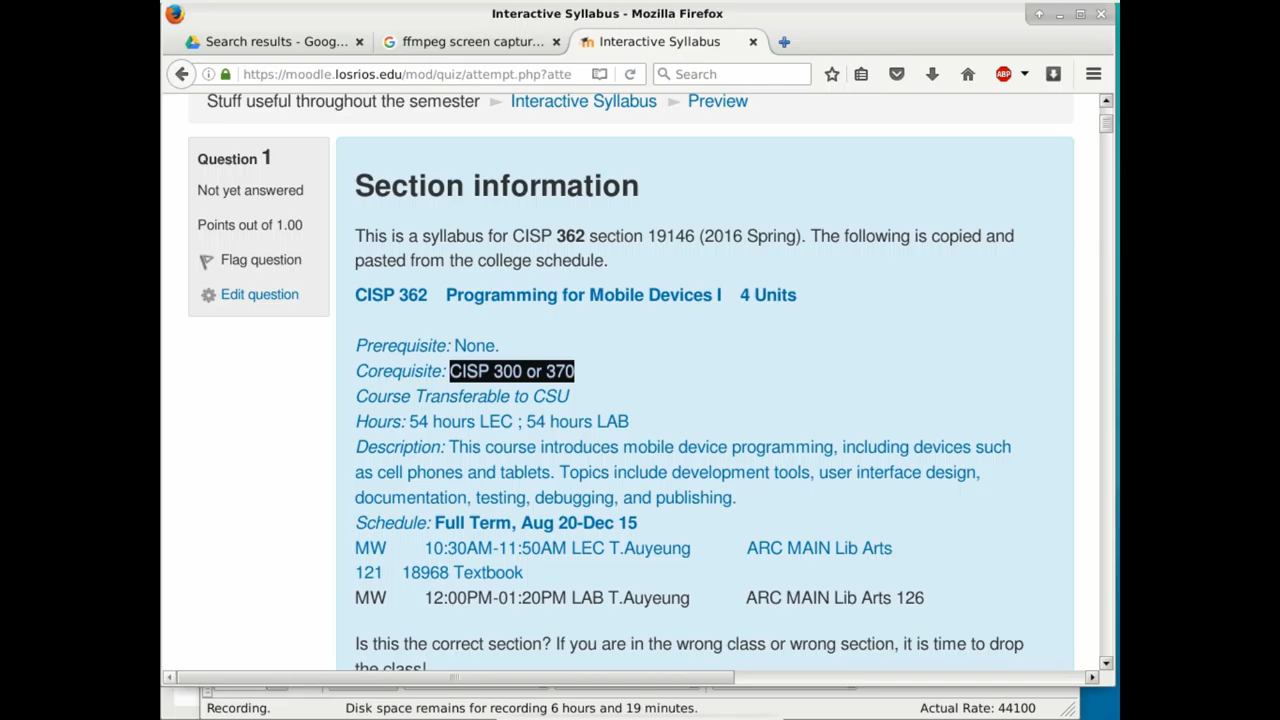 Interactive Syllabus - Mozilla Firefox
Search results - Goog... ffmpeg screen captur... Interactive Syllabus
https://moodle.losrios.edu/mod/quiz/attempt.php?atte Search ABP
Stuff useful throughout the semester Interactive Syllabus Preview
Question 1
Not yet answered
Points out of 1.00
Flag question
Edit question
Section information
This is a syllabus for CISP 362 section 19146 (2016 Spring). The following is copied and
pasted from the college schedule.
CISP 362 Programming for Mobile Devices I 4 Units
Prerequisite: None.
Corequisite: CISP 300 or 370
Course Transferable to CSU
Hours: 54 hours LEC ; 54 hours LAB
Description: This course introduces mobile device programming, including devices such
as cell phones and tablets. Topics include development tools, user interface design,
documentation, testing, debugging, and publishing.
Schedule: Full Term, Aug 20-Dec 15
MW 10:30AM-11:50AM LEC T.Auyeung ARC MAIN Lib Arts
121 18968 Textbook
MW 12:00PM-01:20PM LAB T.Auyeung ARC MAIN Lib Arts 126
Is this the correct section? If you are in the wrong class or wrong section, it is time to drop
the class!
Recording. Disk space remains for recording 6 hours and 19 minutes. Actual Rate: 44100